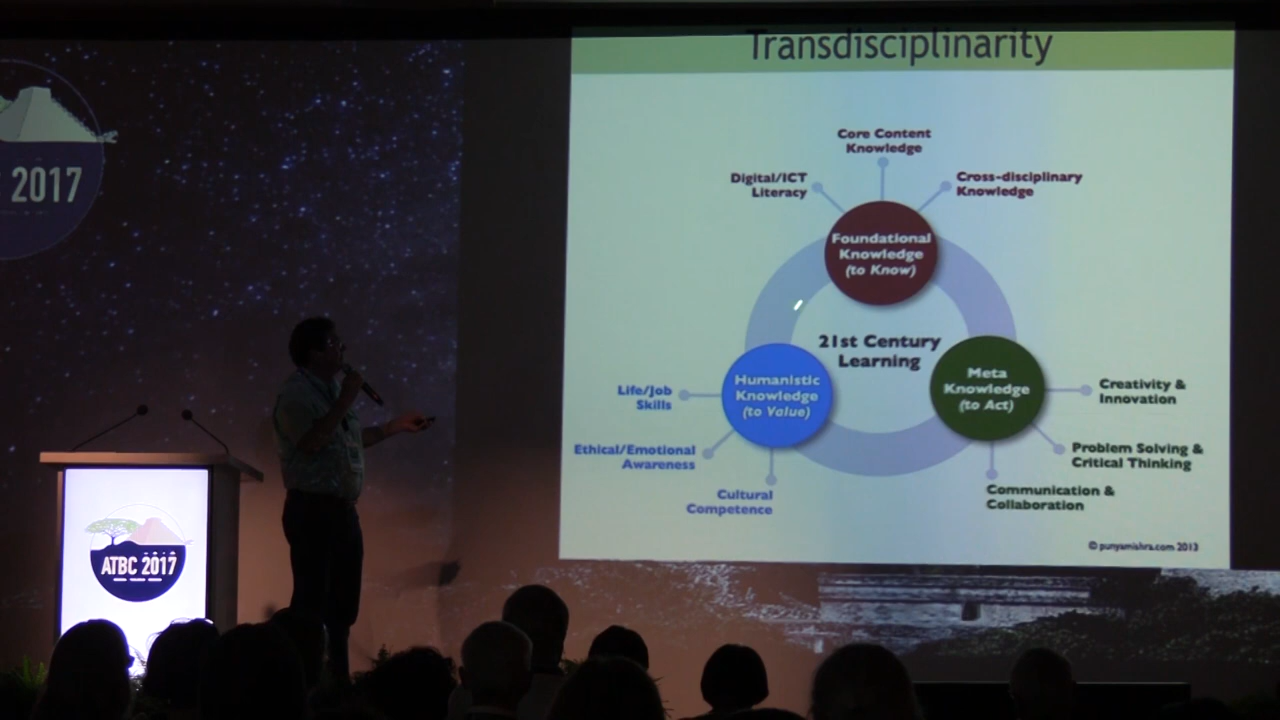 Transdisciplinarity
Core Content
Knowledge
Digital/ICT
Literacy
Cross-disciplinary
Knowledge
Foundational
Knowledge
(to Know)
21st Century
Learning
Humanistic
Knowledge
(to Value)
Meta
Knowledge
(to Act)
Life/Job
Skills
Ethical/Emotional
Awareness
Cultural
Competence
Creativity &
Innovation
Problem Solving &
Critical Thinking
Communication &
Collaboration
© punyamishra.com 2013
2017
ATBC 2017